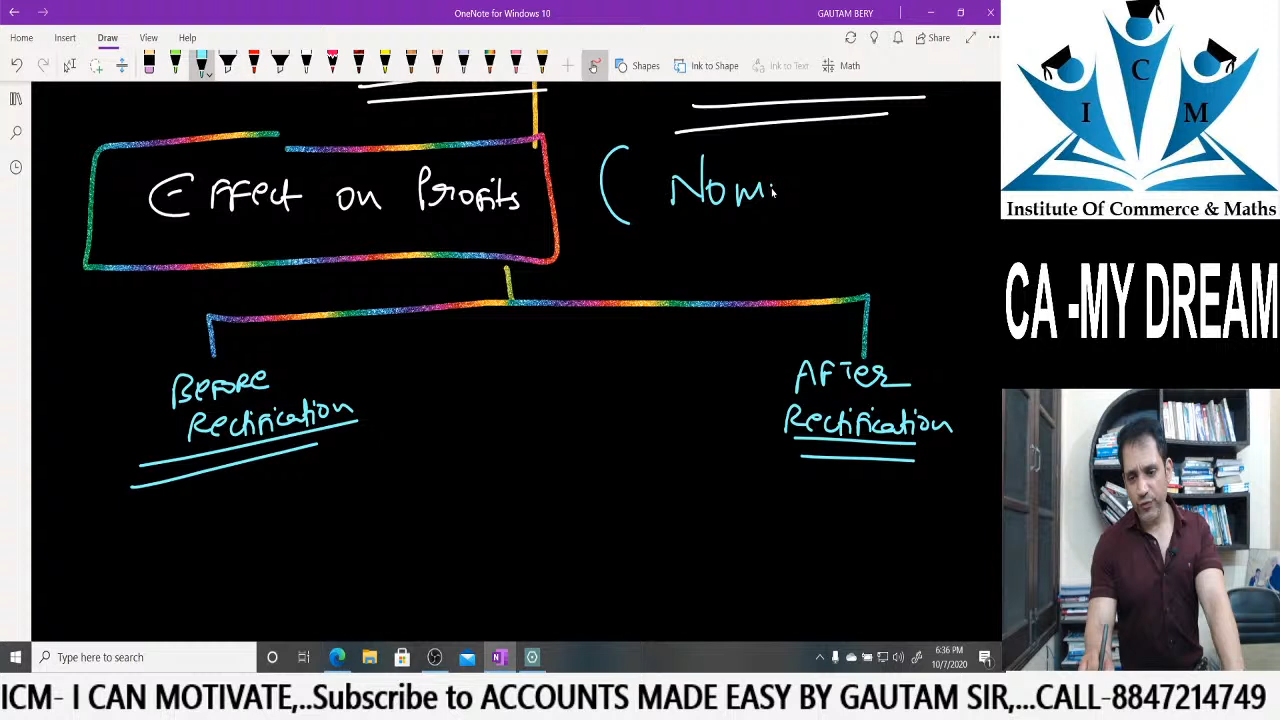 OneNote for Windows 10
GAUTAM BERY
Home Insert Draw View Help
Share
Shapes Ink to Shape Ink to Text Math
Effect on Profits ( Nomi
Before
Rectification
AFTer
Rectification
I C M
Institute Of Commerce & Maths
CA -MY DREAM
Type here to search
6:36 PM
10/7/2020
1
ICM- I CAN MOTIVATE,..Subscribe to ACCOUNTS MADE EASY BY GAUTAM SIR,...CALL-8847214749